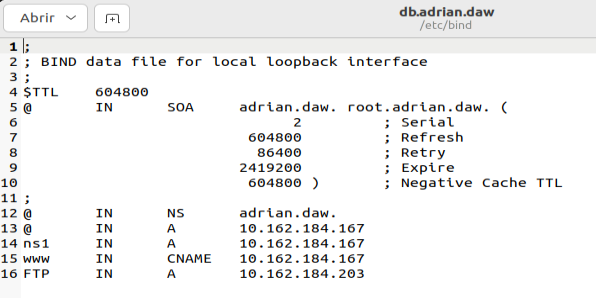 Abrir
db.adrian.daw
/etc/bind
1 ;
2 ; BIND data file for local loopback interface
3 ;
4 $TTL 604800
5 @ IN SOA adrian.daw. root.adrian.daw. (
6 2 ; Serial
7 604800 ; Refresh
8 86400 ; Retry
9 2419200 ; Expire
10 604800 ) ; Negative Cache TTL
11 ;
12 @ IN NS adrian.daw.
13 @ IN A 10.162.184.167
14 ns1 IN A 10.162.184.167
15 www IN CNAME 10.162.184.167
16 FTP IN A 10.162.184.203